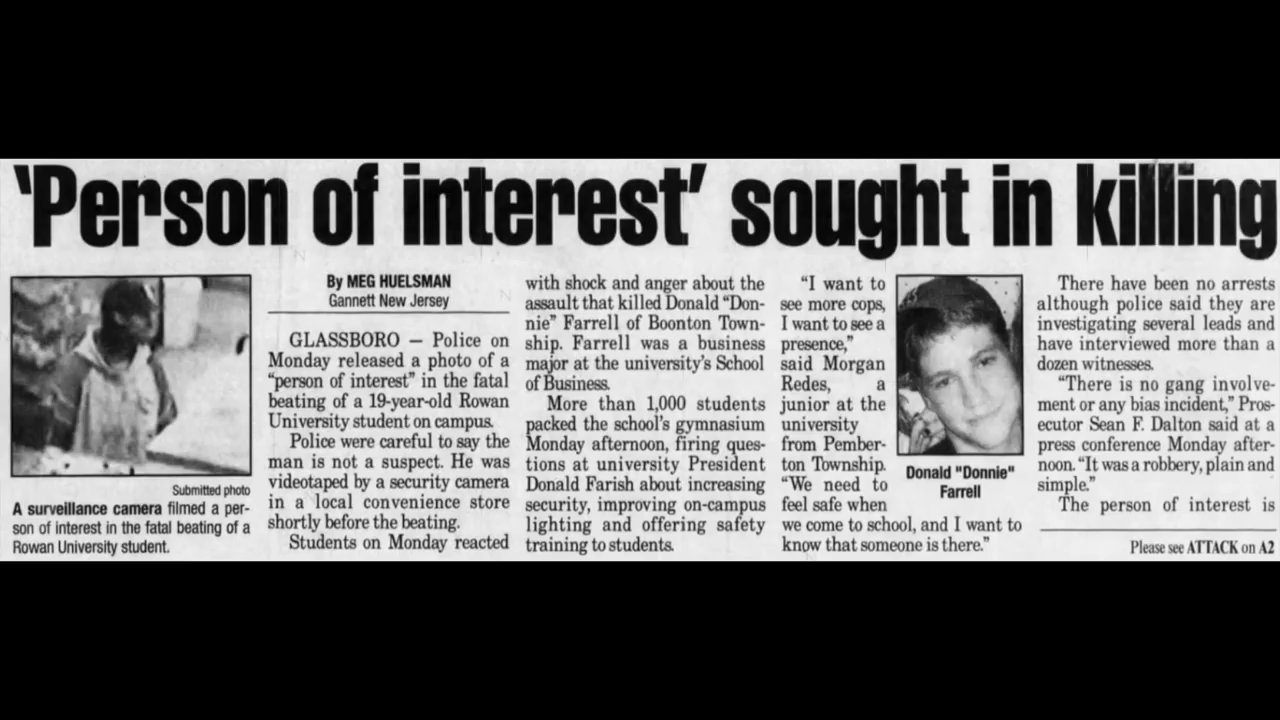 'Person of interest' sought in killing
Submitted photo
A surveillance camera filmed a per-
son of interest in the fatal beating of a
Rowan University student.
By MEG HUELSMAN
Gannett New Jersey
GLASSBORO — Police on
Monday released a photo of a
“person of interest” in the fatal
beating of a 19-year-old Rowan
University student on campus.
Police were careful to say the
man is not a suspect. He was
videotaped by a security camera
in a local convenience store
shortly before the beating.
Students on Monday reacted
with shock and anger about the
assault that killed Donald “Don-
nie” Farrell of Boonton Town-
ship. Farrell was a business
major at the university's School
of Business.
More than 1,000 students
packed the school's gymnasium
Monday afternoon, firing ques-
tions at university President
Donald Farish about increasing
security, improving on-campus
lighting and offering safety
training to students.
“I want to
see more cops,
I want to see a
presence,”
said Morgan
Redes, a
junior at the
university
from Pember-
ton Township.
“We need to
feel safe when
we come to school, and I want to
know that someone is there.”
Donald "Donnie"
Farrell
There have been no arrests
although police said they are
investigating several leads and
have interviewed more than a
dozen witnesses.
“There is no gang involve-
ment or any bias incident,” Pros-
ecutor Sean F. Dalton said at a
press conference Monday after-
noon. “It was a robbery, plain and
simple.”
The person of interest is
Please see ATTACK on A2